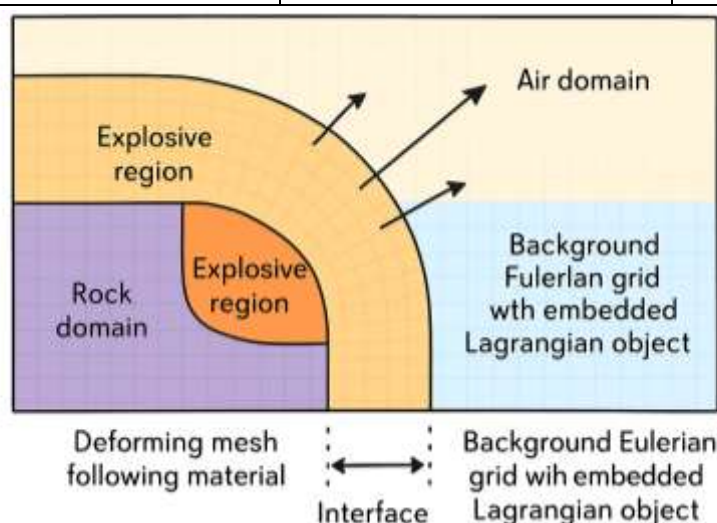 Air domain
Explosive
region
Explosive
region
Rock
domain
Background
Fulerlan grid
wth embedded
Lagrangian object
Deforming mesh
following material
Interface
Background Eulerian
grid wih embedded
Lagrangian object